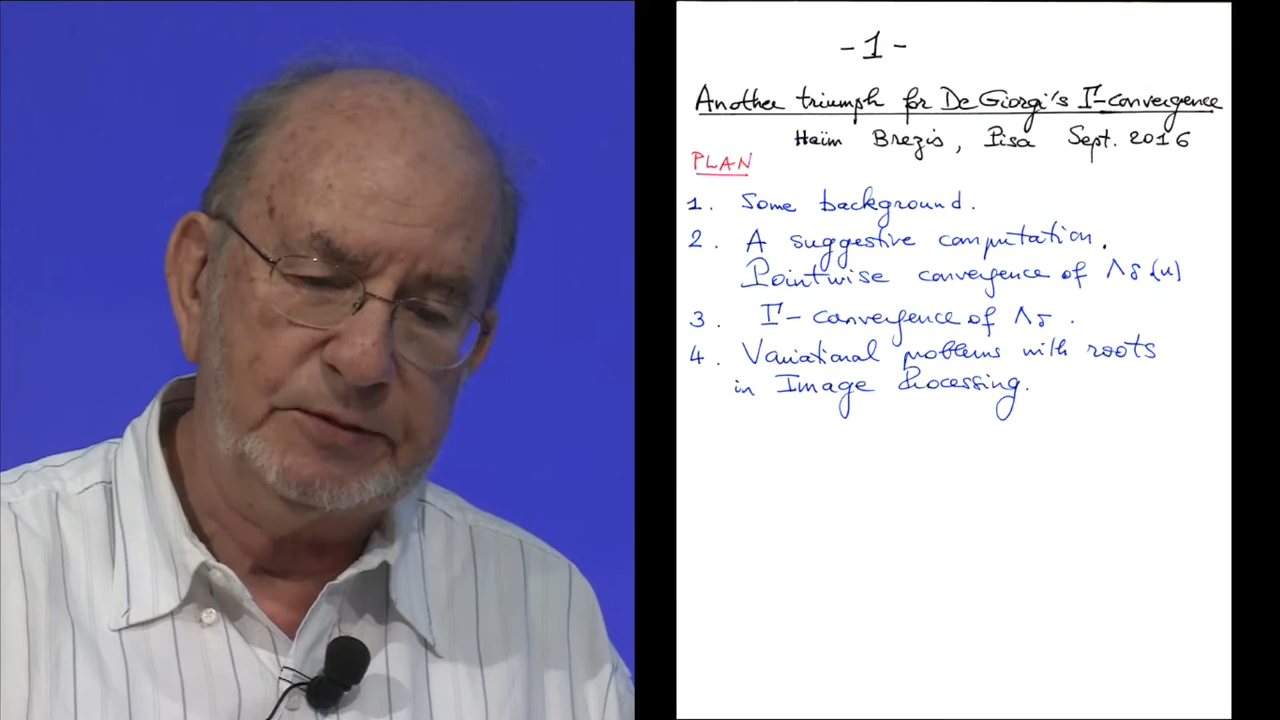 -1-
Another triumph for De Giorgi's Γ-convergence
Haïm Brezis, Pisa Sept. 2016
PLAN
1. Some background.
2. A suggestive computation.
Pointwise convergence of Λδ(u)
3. Γ-convergence of Λδ.
4. Variational problems with roots
in Image Processing.